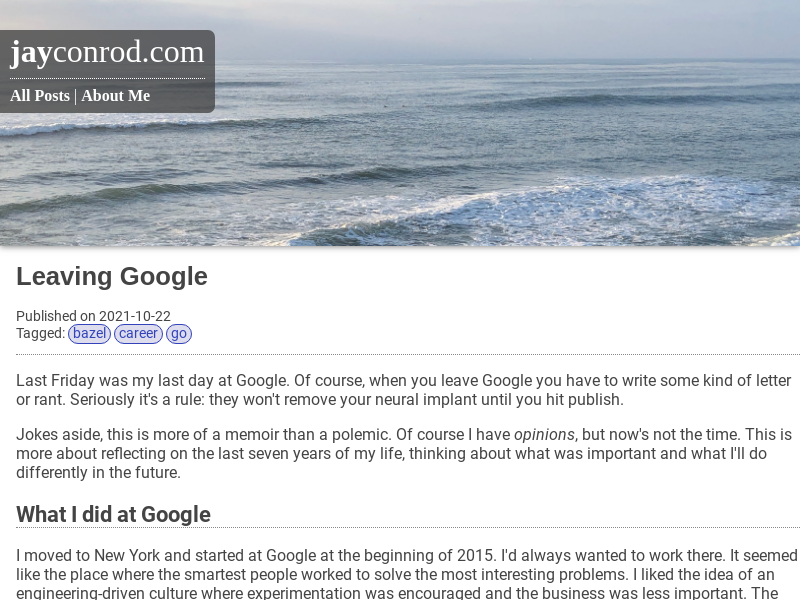 jayconrod.com
All Posts | About Me
Leaving Google
Published on 2021-10-22
Tagged: bazel career go
Last Friday was my last day at Google. Of course, when you leave Google you have to write some kind of letter
or rant. Seriously it's a rule: they won't remove your neural implant until you hit publish.
Jokes aside, this is more of a memoir than a polemic. Of course I have opinions, but now's not the time. This is
more about reflecting on the last seven years of my life, thinking about what was important and what I'll do
differently in the future.
What I did at Google
I moved to New York and started at Google at the beginning of 2015. I'd always wanted to work there. It seemed
like the place where the smartest people worked to solve the most interesting problems. I liked the idea of an
engineering-driven culture where experimentation was encouraged and the business was less important. The